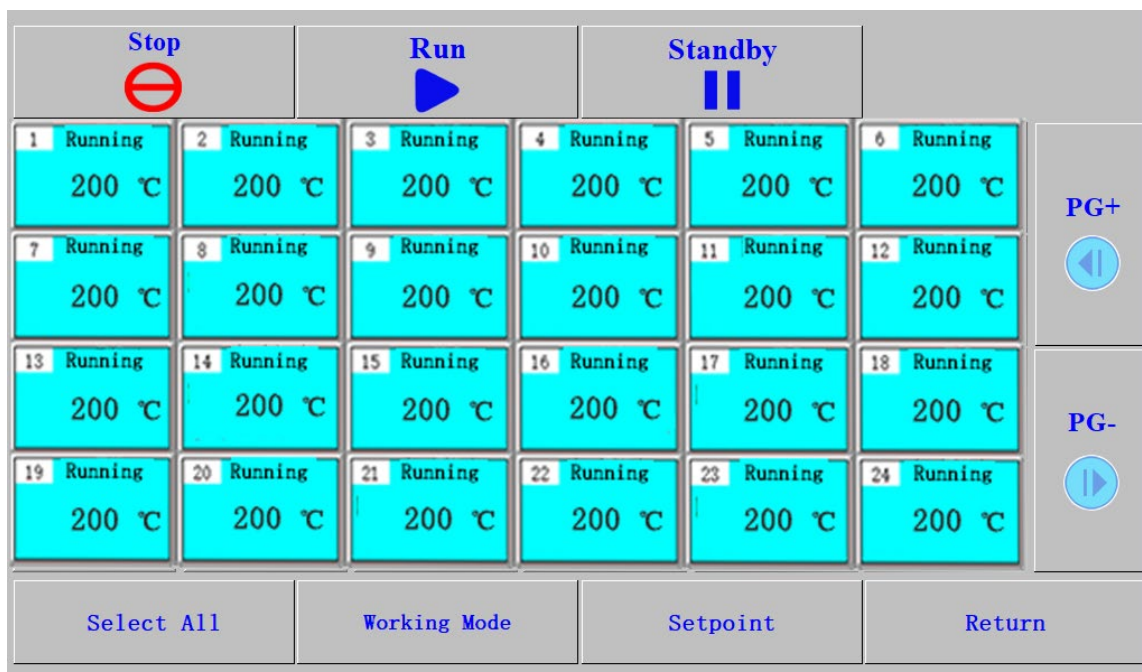 Stop Run Standby
1 Running 2 Running 3 Running 4 Running 5 Running 6 Running
200 ℃ 200 ℃ 200 ℃ 200 ℃ 200 ℃ 200 ℃
PG+
7 Running 8 Running 9 Running 10 Running 11 Running 12 Running
200 ℃ 200 ℃ 200 ℃ 200 ℃ 200 ℃ 200 ℃
13 Running 14 Running 15 Running 16 Running 17 Running 18 Running
200 ℃ 200 ℃ 200 ℃ 200 ℃ 200 ℃ 200 ℃
PG-
19 Running 20 Running 21 Running 22 Running 23 Running 24 Running
200 ℃ 200 ℃ 200 ℃ 200 ℃ 200 ℃ 200 ℃
Select All Working Mode Setpoint Return